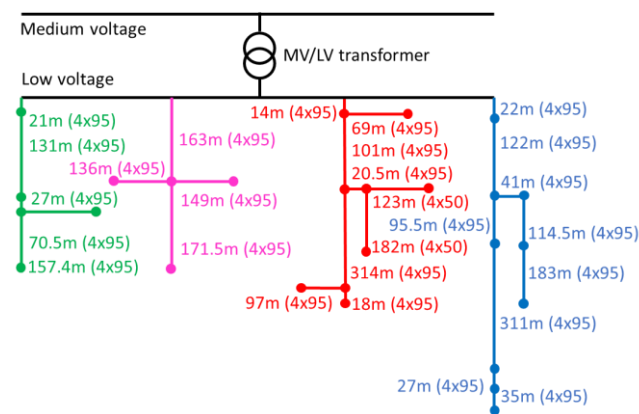 Medium voltage
MV/LV transformer
Low voltage
21m (4x95)
131m (4x95)
27m (4x95)
70.5m (4x95)
157.4m (4x95)
163m (4x95)
136m (4x95)
149m (4x95)
171.5m (4x95)
14m (4x95)
69m (4x95)
101m (4x95)
20.5m (4x95)
123m (4x50)
182m (4x50)
314m (4x95)
97m (4x95)
18m (4x95)
22m (4x95)
122m (4x95)
41m (4x95)
95.5m (4x95)
114.5m (4x95)
183m (4x95)
311m (4x95)
27m (4x95)
35m (4x95)